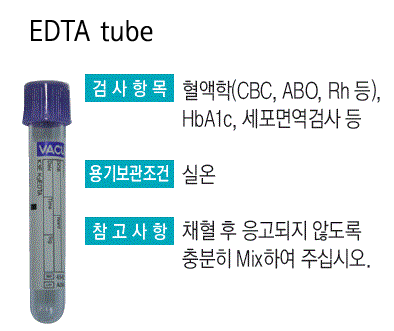 EDTA tube
검사항목 혈액학(CBC, ABO, Rh 등),
HbA1c, 세포면역검사 등
용기보관조건 실온
참고사항 채혈 후 응고되지 않도록
충분히 Mix하여 주십시오.
VACU